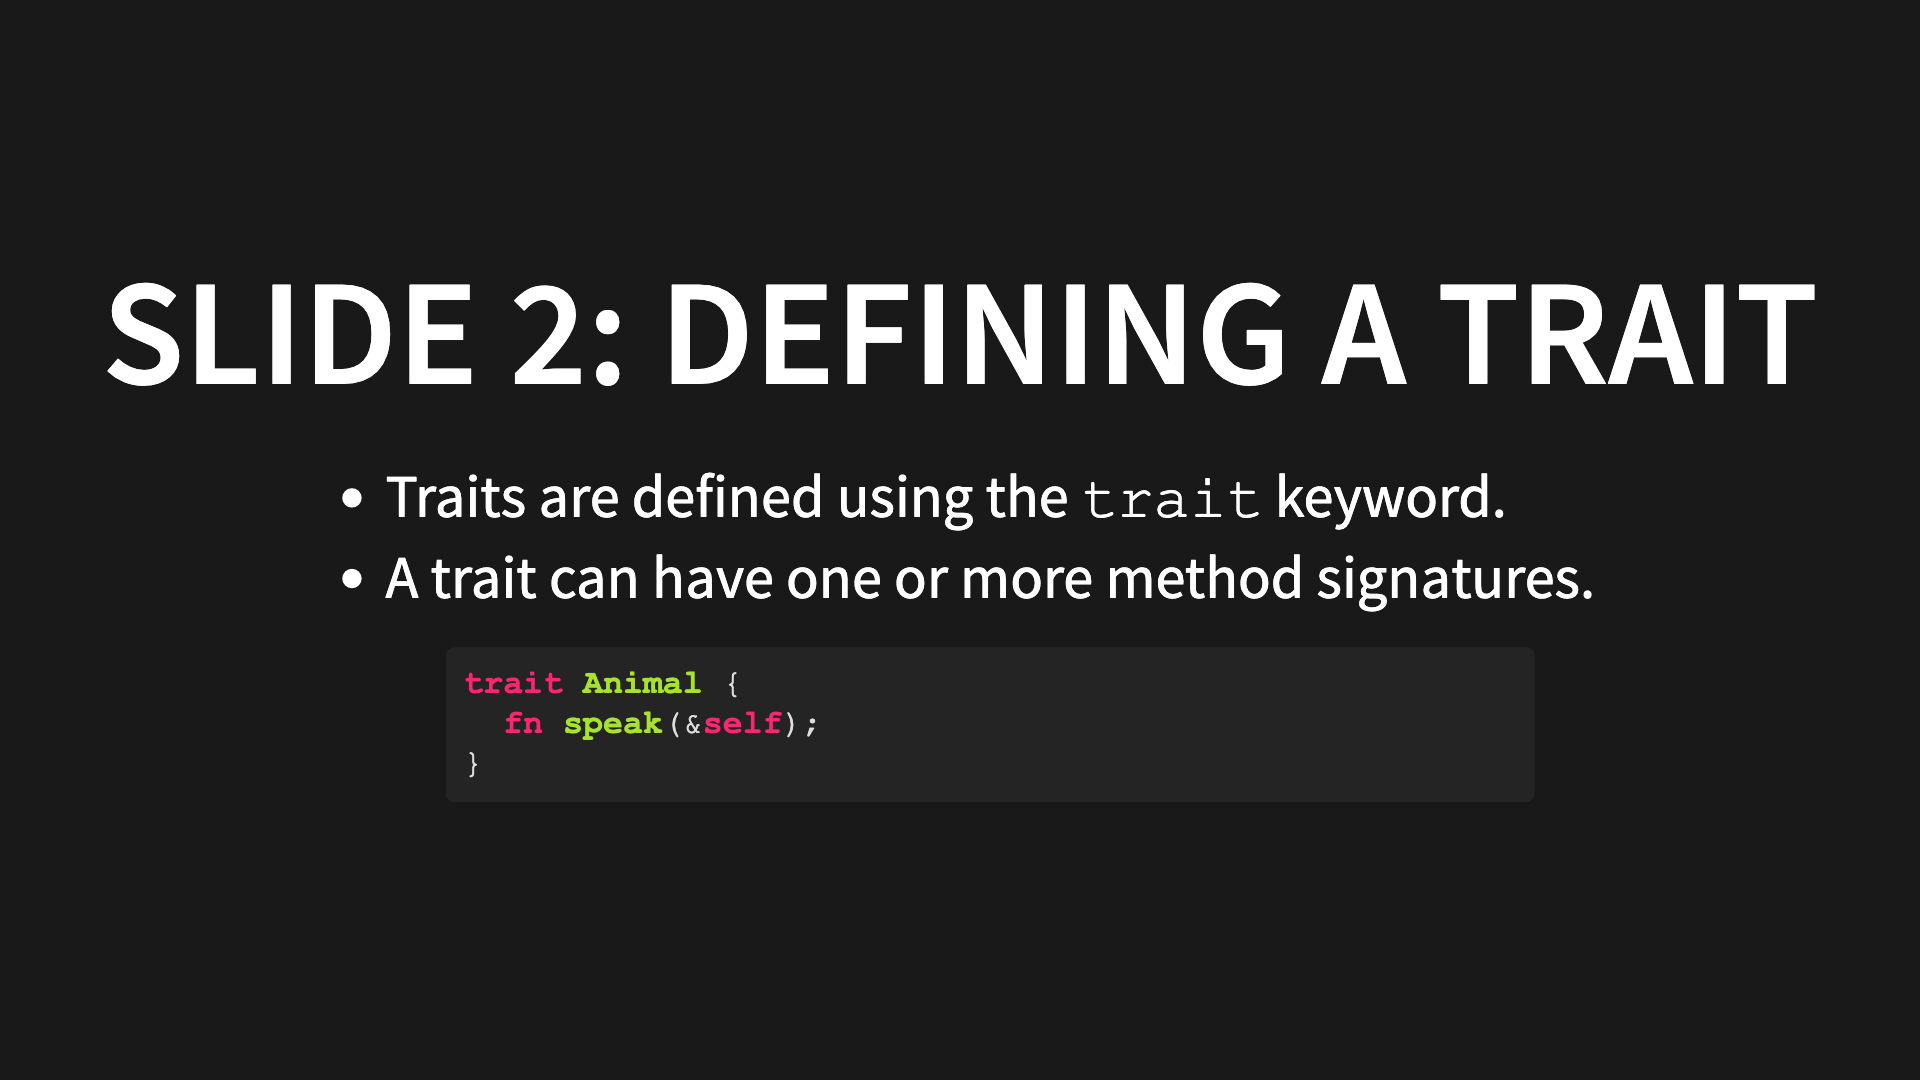 SLIDE 2: DEFINING A TRAIT
• Traits are defined using the trait keyword.
• A trait can have one or more method signatures.
trait Animal {
  fn speak(&self);
}